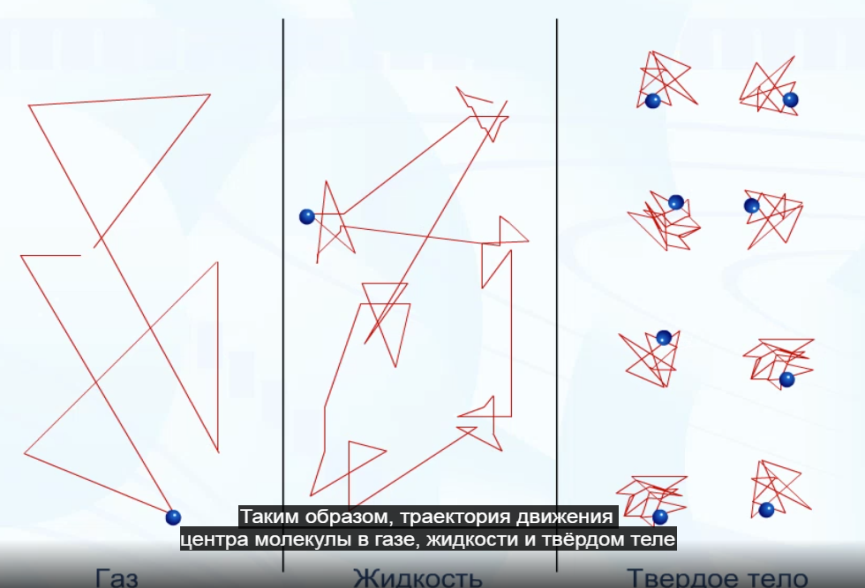 Таким образом, траектория движения
центра молекулы в газе, жидкости и твёрдом теле
Газ
Жидкость
Твердое тело